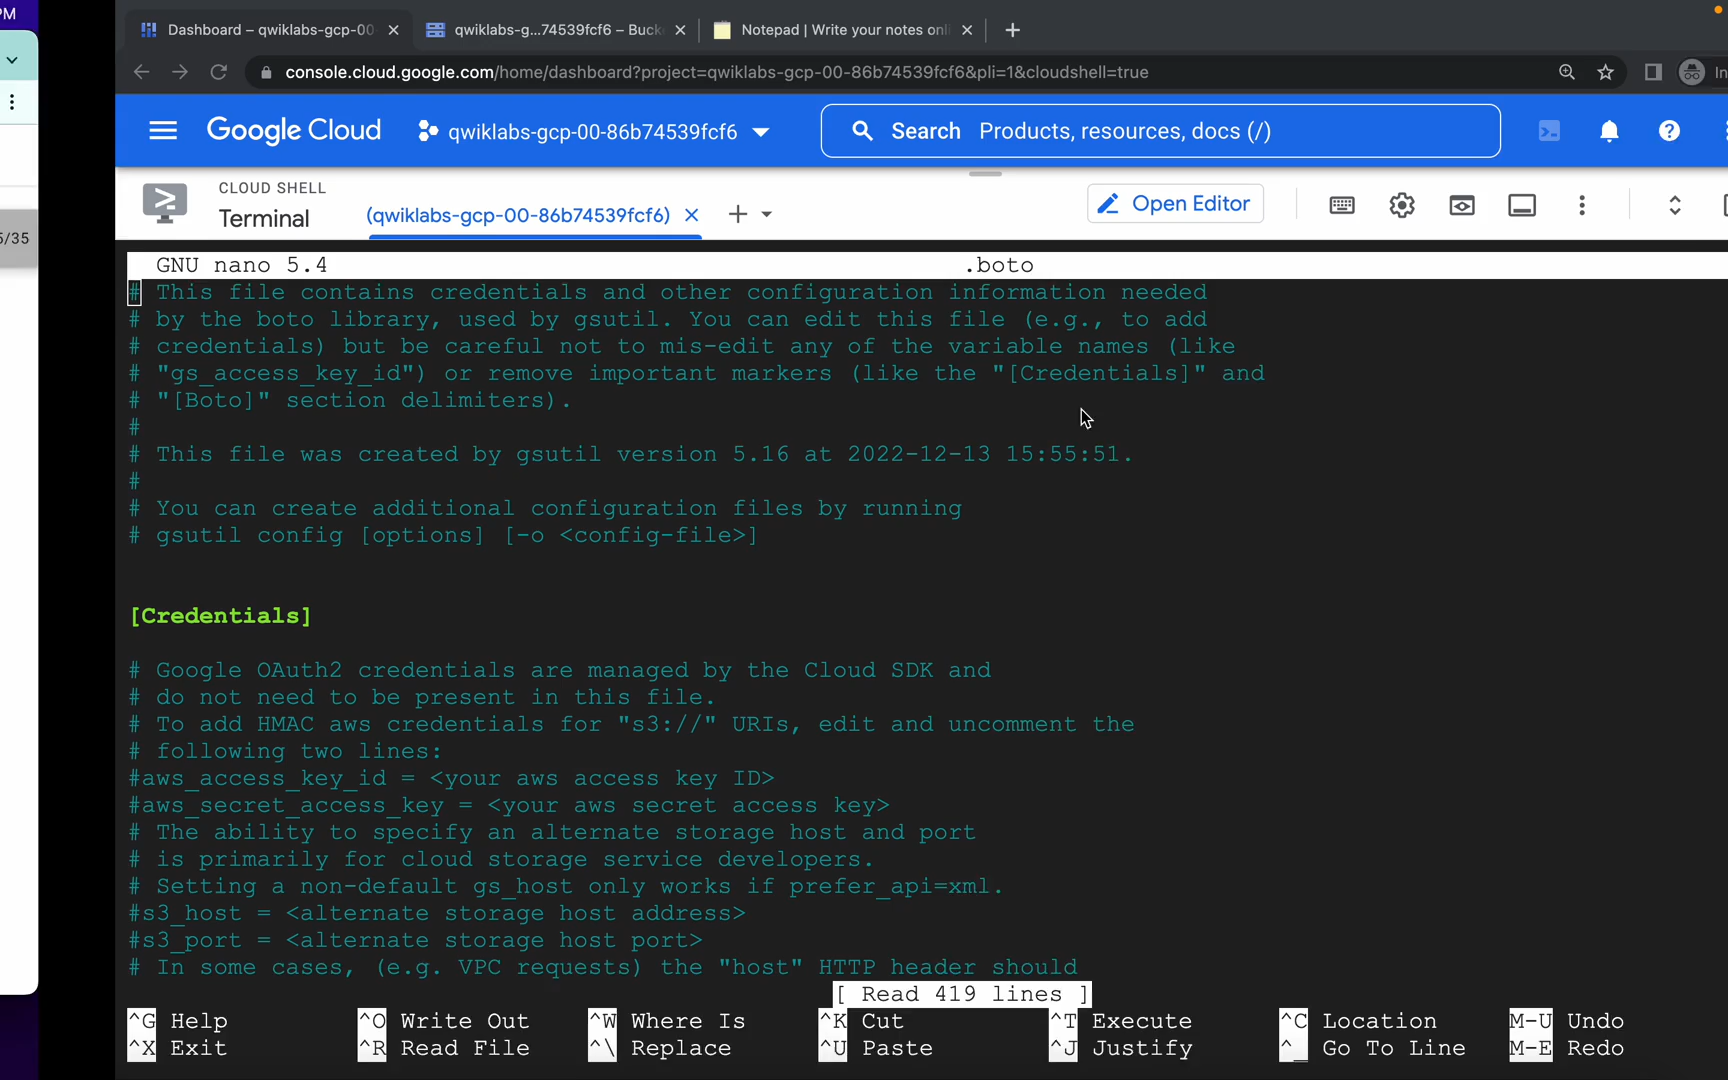 PM
Dashboard – qwiklabs-gcp-00
qwiklabs-g...74539fcf6 – Buck
Notepad | Write your notes onl
console.cloud.google.com/home/dashboard?project=qwiklabs-gcp-00-86b74539fcf6&pli=1&cloudshell=true
In
Google Cloud
qwiklabs-gcp-00-86b74539fcf6
Search Products, resources, docs (/)
CLOUD SHELL
Terminal
(qwiklabs-gcp-00-86b74539fcf6)
Open Editor
5/35
GNU nano 5.4 .boto
# This file contains credentials and other configuration information needed
# by the boto library, used by gsutil. You can edit this file (e.g., to add
# credentials) but be careful not to mis-edit any of the variable names (like
# "gs_access_key_id") or remove important markers (like the "[Credentials]" and
# "[Boto]" section delimiters).
#
# This file was created by gsutil version 5.16 at 2022-12-13 15:55:51.
#
# You can create additional configuration files by running
# gsutil config [options] [-o <config-file>]
[Credentials]
# Google OAuth2 credentials are managed by the Cloud SDK and
# do not need to be present in this file.
# To add HMAC aws credentials for "s3://" URIs, edit and uncomment the
# following two lines:
#aws_access_key_id = <your aws access key ID>
#aws_secret_access_key = <your aws secret access key>
# The ability to specify an alternate storage host and port
# is primarily for cloud storage service developers.
# Setting a non-default gs_host only works if prefer_api=xml.
#s3_host = <alternate storage host address>
#s3_port = <alternate storage host port>
# In some cases, (e.g. VPC requests) the "host" HTTP header should
[ Read 419 lines ]
^G Help ^O Write Out ^W Where Is ^K Cut ^T Execute ^C Location M-U Undo
^X Exit ^R Read File ^\ Replace ^U Paste ^J Justify ^_ Go To Line M-E Redo